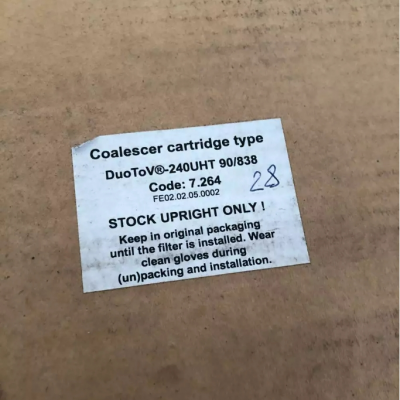 Coalescer cartridge type
DuoToV®-240UHT 90/838
Code: 7.264
28
FE02.02.05.0002
STOCK UPRIGHT ONLY !
Keep in original packaging
until the filter is installed. Wear
clean gloves during
(un)packing and installation.